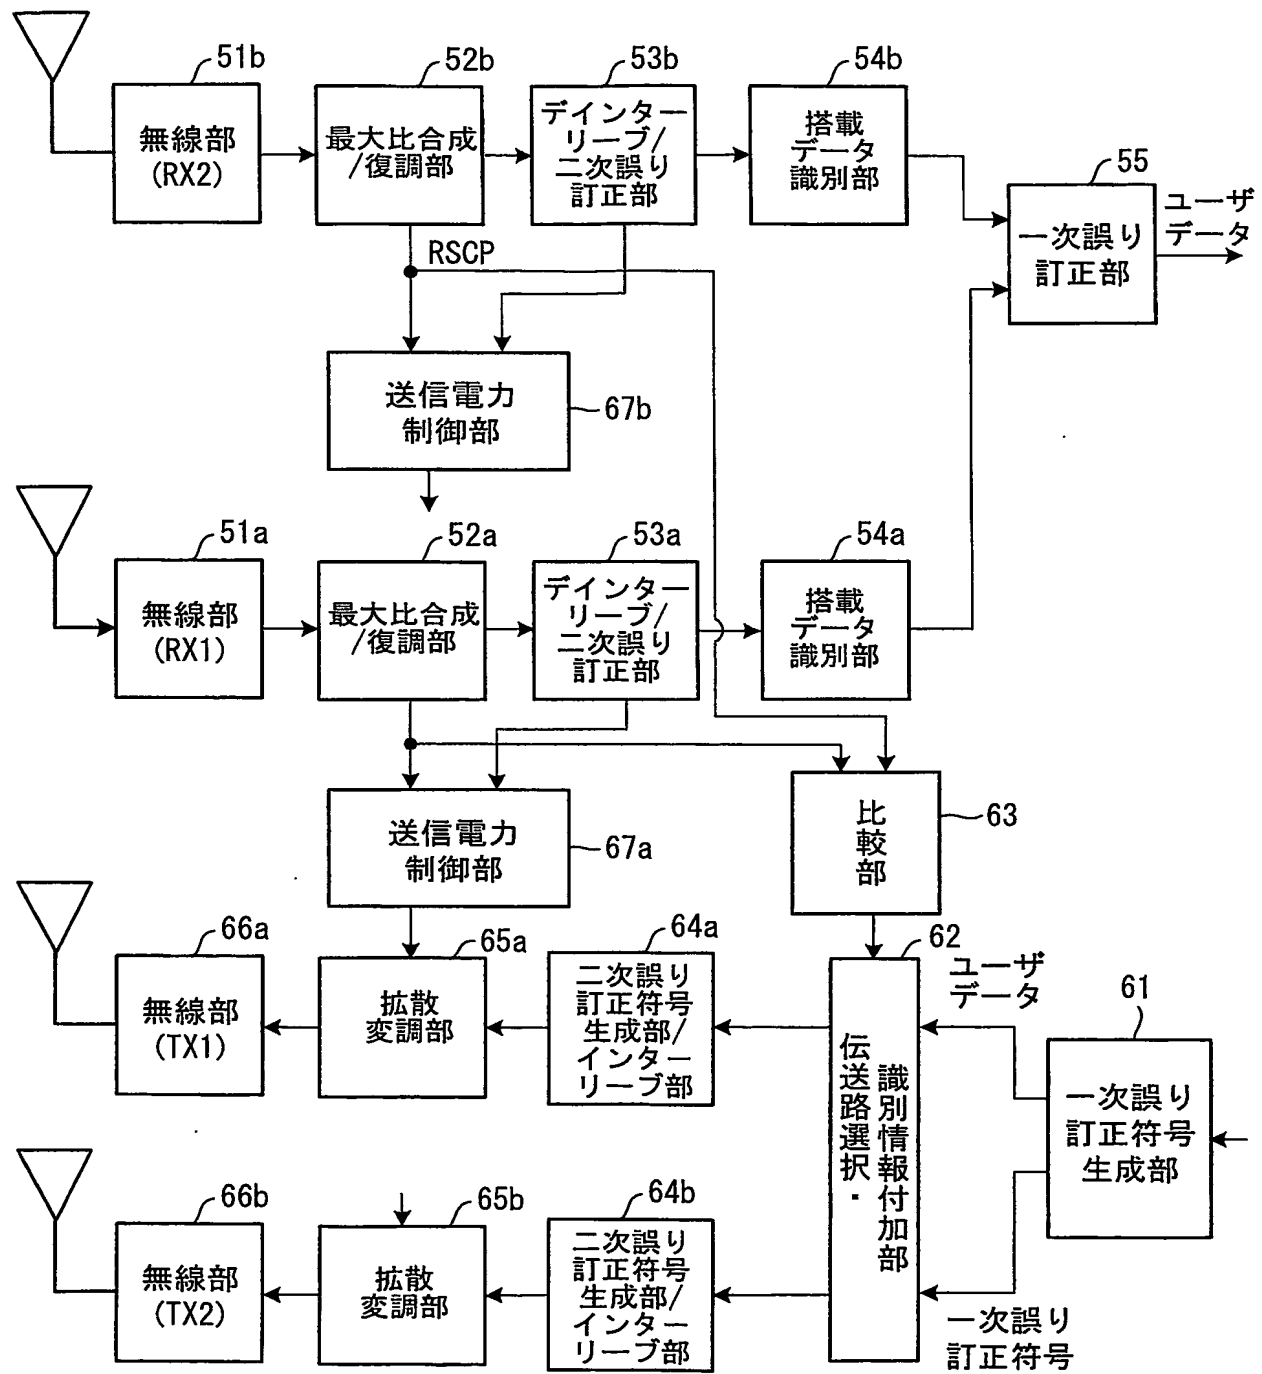 51b
無線部
(RX2)
52b
最大比合成
/復調部
53b
デインター
リーブ/
二次誤り
訂正部
54b
搭載
データ
識別部
55
一次誤り
訂正部
ユーザ
データ
RSCP
送信電力
制御部
67b
51a
無線部
(RX1)
52a
最大比合成
/復調部
53a
デインター
リーブ/
二次誤り
訂正部
54a
搭載
データ
識別部
送信電力
制御部
67a
比較部
63
66a
無線部
(TX1)
65a
拡散
変調部
64a
二次誤り
訂正符号
生成部/
インター
リーブ部
62
伝送路選択・
識別情報付加部
ユーザ
データ
61
一次誤り
訂正符号
生成部
66b
無線部
(TX2)
65b
拡散
変調部
64b
二次誤り
訂正符号
生成部/
インター
リーブ部
一次誤り
訂正符号